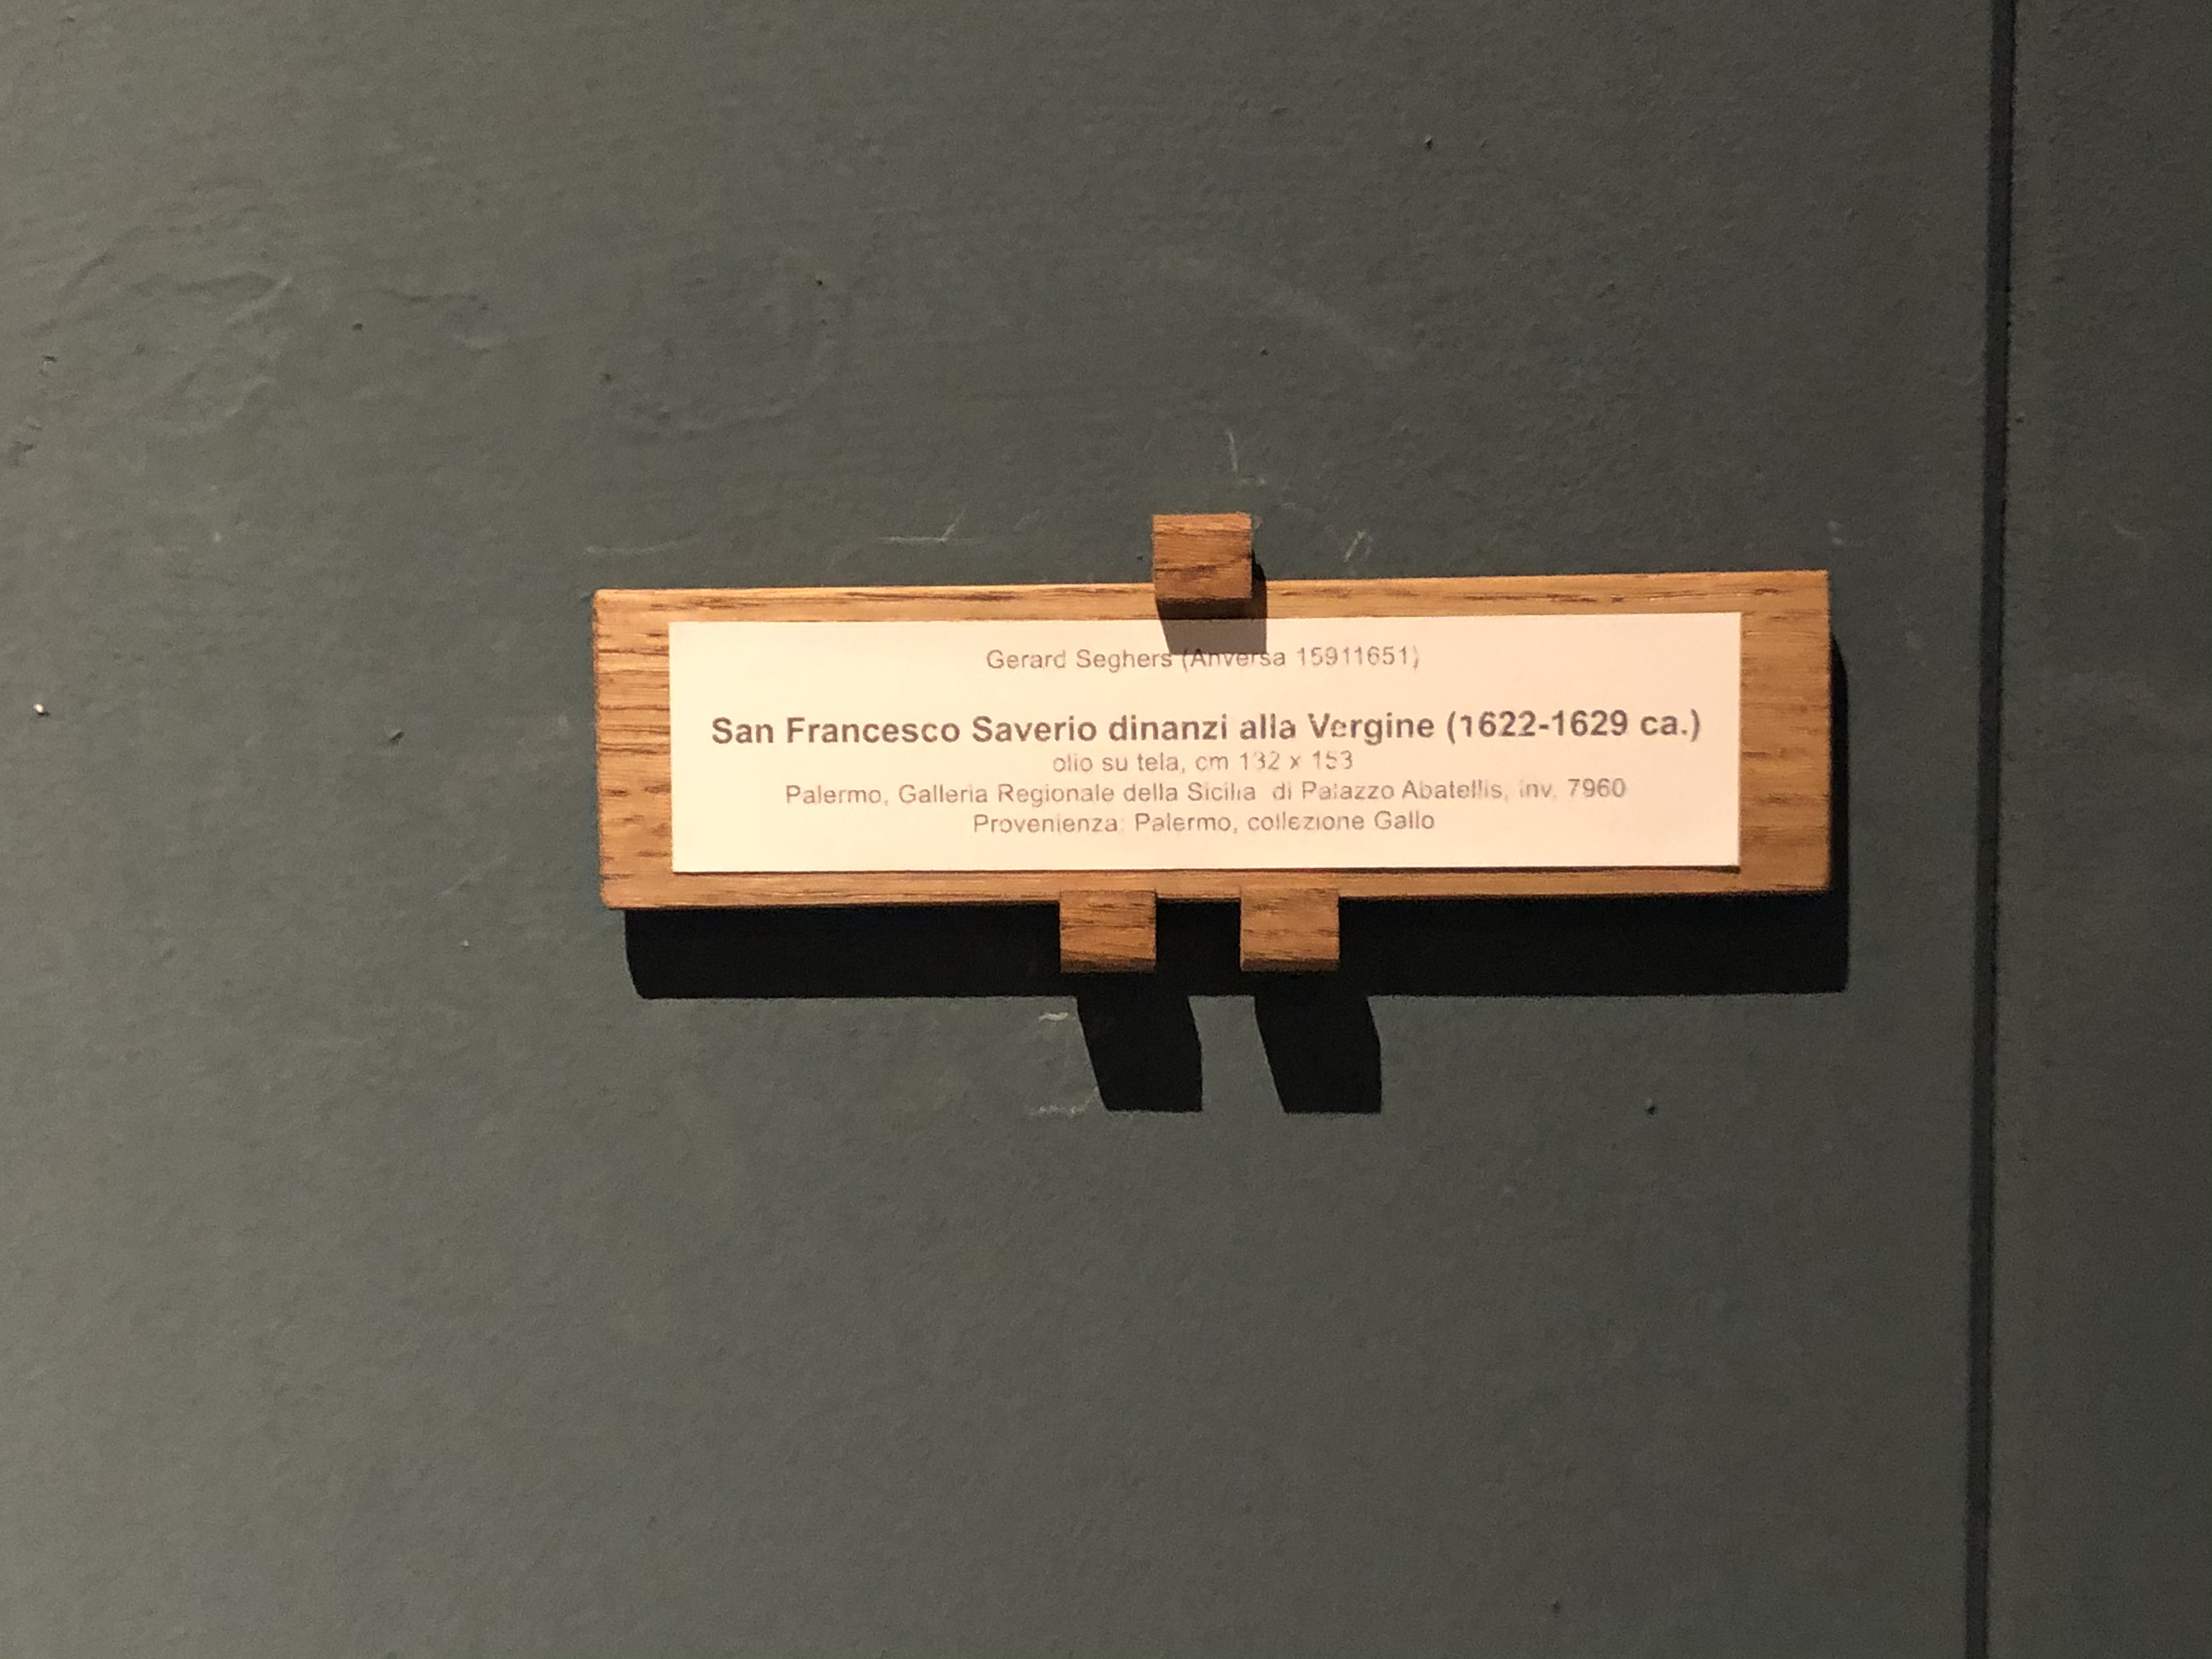 Gerard Seghers (Anversa 15911651)
San Francesco Saverio dinanzi alla Vergine (1622-1629 ca.)
olio su tela, cm 132 x 153
Palermo, Galleria Regionale della Sicilia di Palazzo Abatellis, inv. 7960
Provenienza: Palermo, collezione Gallo